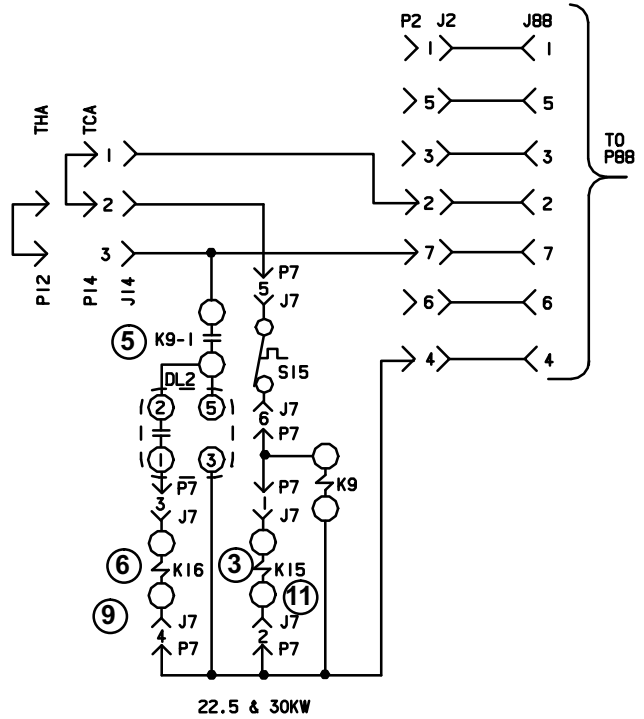 P2 J2 J88
1 1
5 5
THA TCA
3 3
TO
P88
1
2 2
2
3
7 7
P12 P14 J14
P7
5
J7
6 6
5 K9-1
S15
4 4
DL2
2 5
J7
6
P7
1 3
P7
P7
K9
3
J7
1
J7
6 K16
3 K15
9
11
J7
4
P7
J7
2
P7
22.5 & 30KW